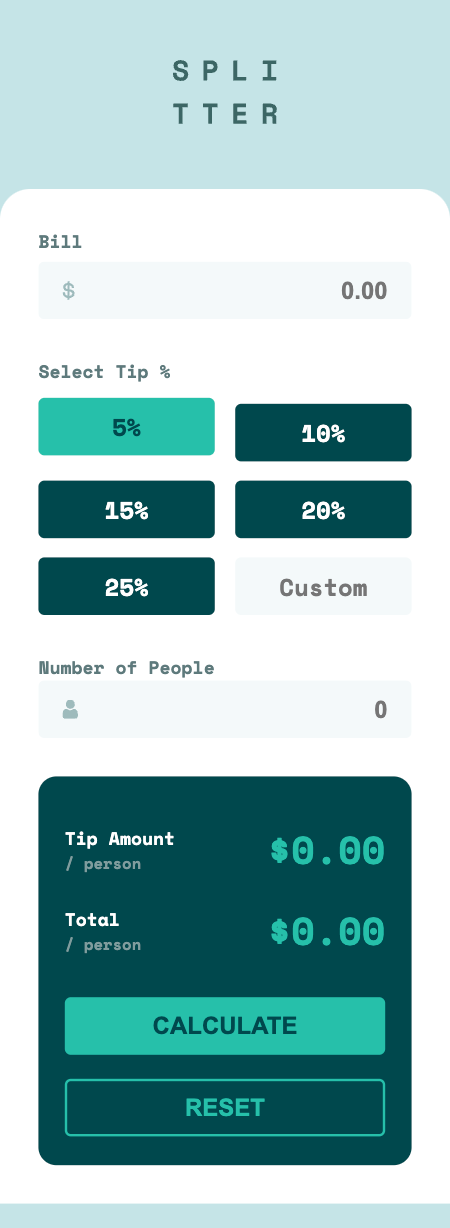 SPLI
TTER
Bill
$ 0.00
Select Tip %
5% 10%
15% 20%
25% Custom
Number of People
0
Tip Amount
/ person
$0.00
Total
/ person
$0.00
CALCULATE
RESET